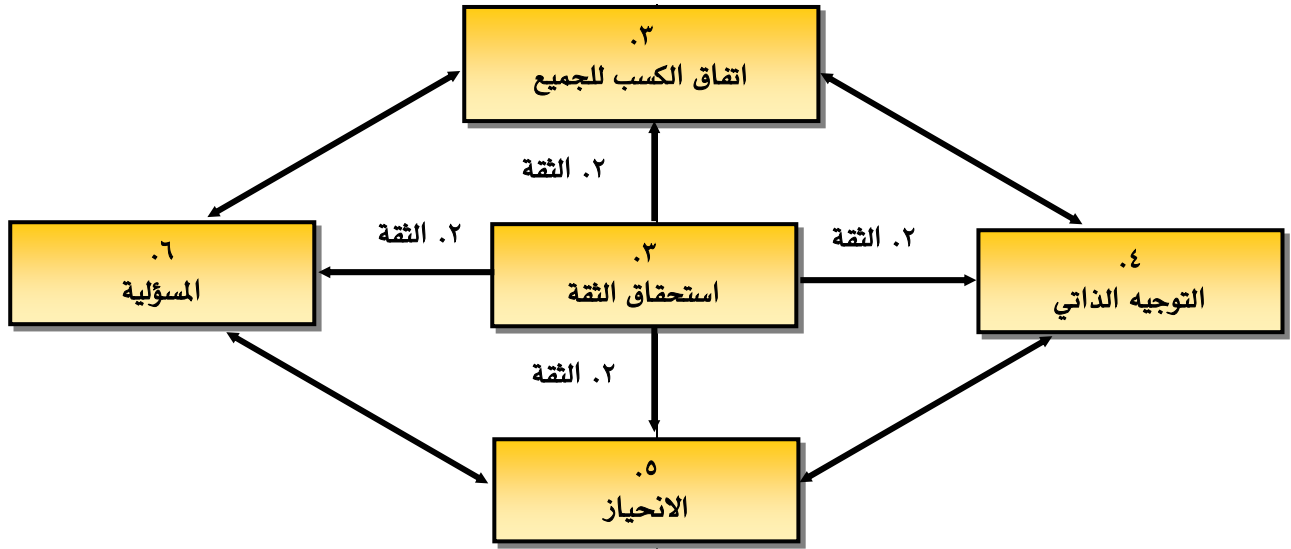 ٣.
اتفاق الكسب للجميع
٢. الثقة
٤.
التوجيه الذاتي
٢. الثقة
٣.
استحقاق الثقة
٢. الثقة
٦.
المسؤلية
٢. الثقة
٥.
الانحياز